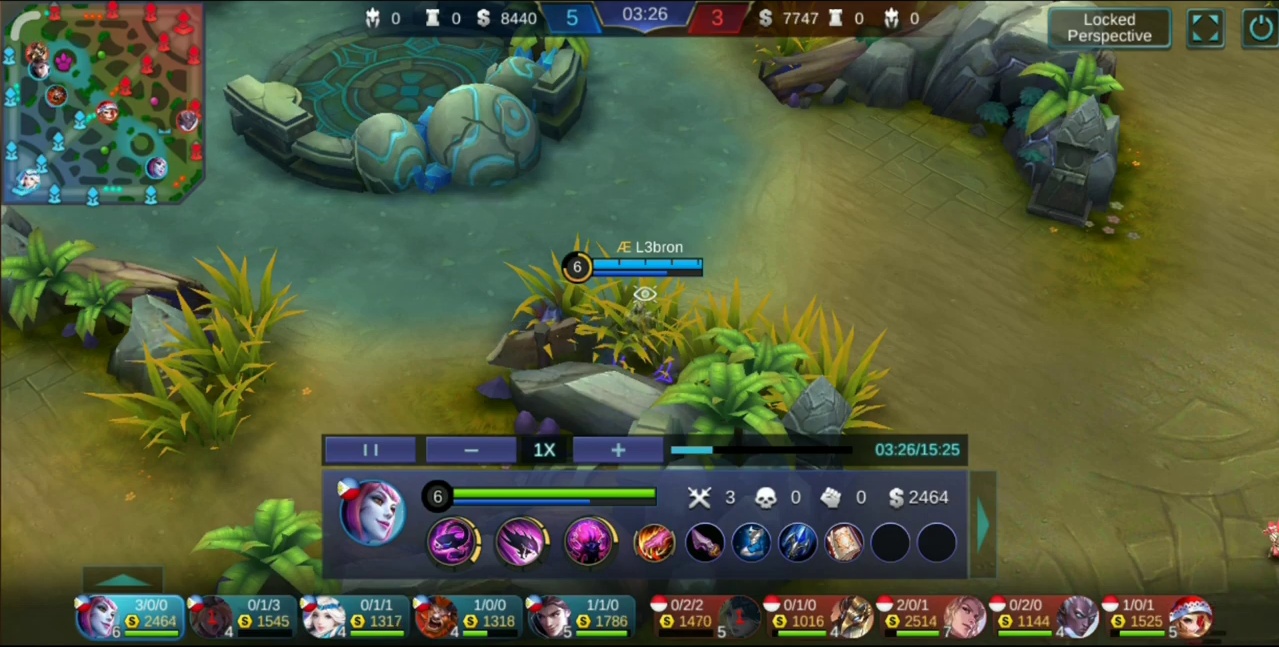 0 0 $ 8440 5 03:26 3 $ 7747 0 0
Locked
Perspective
Æ L3bron
6
1X
03:26/15:25
6 3 0 0 $ 2464
3/0/0 0/1/3 0/1/1 1/0/0 1/1/0 0/2/2 0/1/0 2/0/1 0/2/0 1/0/1
6 S 2464 4 S 1545 4 S 1317 4 S 1318 5 S 1786 S 1470 5 S 1016 4 S 2514 7 S 1144 4 S 1525 5